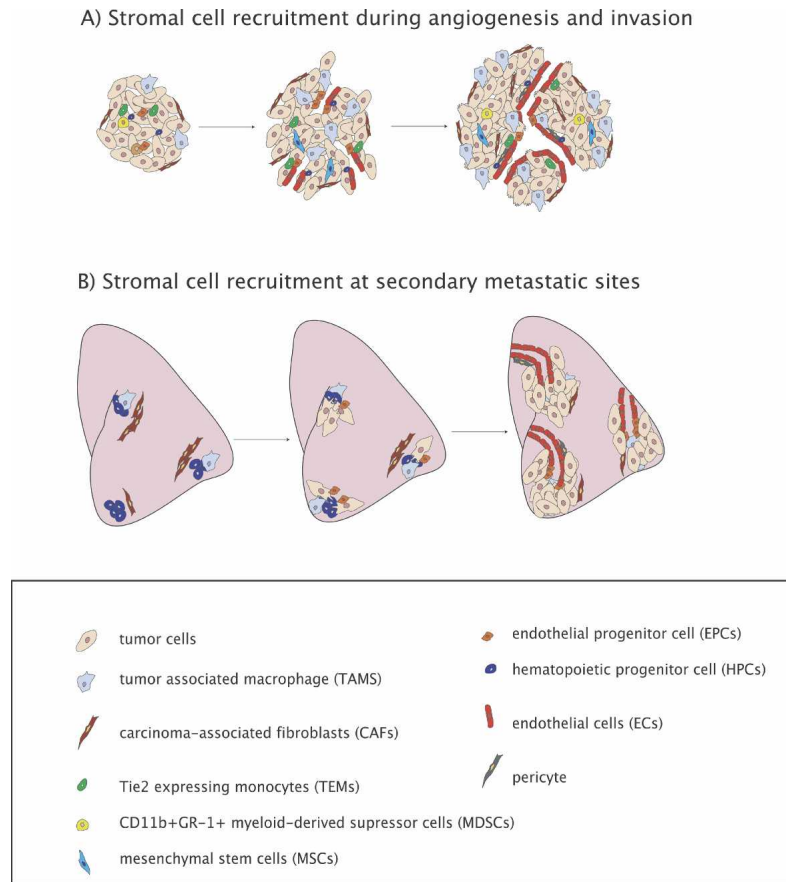 A) Stromal cell recruitment during angiogenesis and invasion
B) Stromal cell recruitment at secondary metastatic sites
tumor cells
tumor associated macrophage (TAMS)
carcinoma-associated fibroblasts (CAFs)
Tie2 expressing monocytes (TEMs)
CD11b+GR-1+ myeloid-derived supressor cells (MDSCs)
mesenchymal stem cells (MSCs)
endothelial progenitor cell (EPCs)
hematopoietic progenitor cell (HPCs)
endothelial cells (ECs)
pericyte